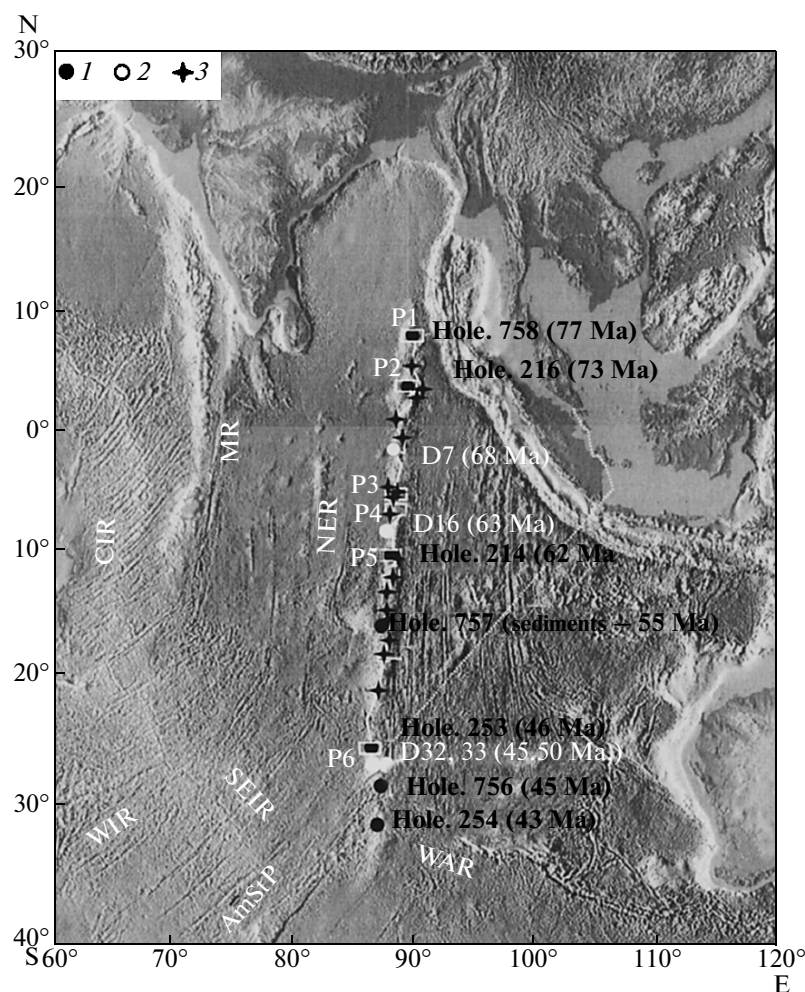 N
30°
1 2 3
20°
10°
P1
Hole. 758 (77 Ma)
P2
Hole. 216 (73 Ma)
0°
MR
D7 (68 Ma)
P3
NER
P4
D16 (63 Ma)
CIR
10°
P5
Hole. 214 (62 Ma
Hole. 757 (sediments – 55 Ma)
20°
Hole. 253 (46 Ma)
P6
D32, 33 (45.50 Ma,)
SEIR
Hole. 756 (45 Ma)
30°
WIR
Hole. 254 (43 Ma)
WAR
AmStP
40°
S 60° 70° 80° 90° 100° 110° 120°
E